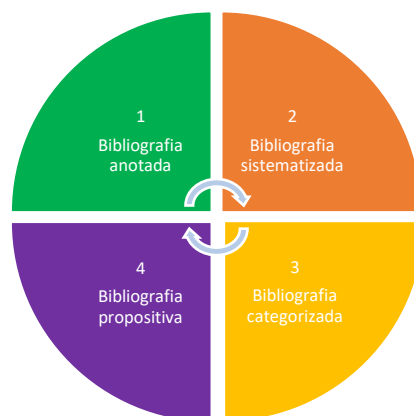 1
Bibliografia
anotada
2
Bibliografia
sistematizada
3
Bibliografia
categorizada
4
Bibliografia
propositiva